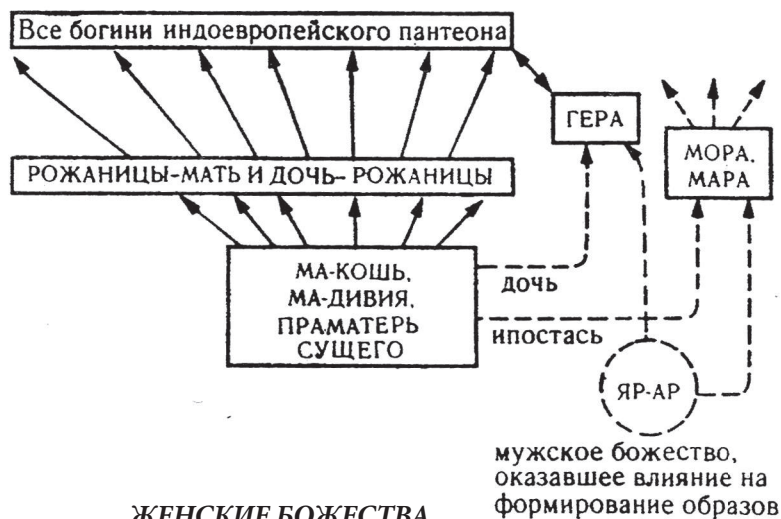 Все богини индоевропейского пантеона
ГЕРА
МОРА,
МАРА
РОЖАНИЦЫ-МАТЬ И ДОЧЬ-РОЖАНИЦЫ
МА-КОШЬ,
МА-ДИВИЯ,
ПРАМАТЕРЬ
СУЩЕГО
дочь
ипостась
ЯР-АР
мужское божество,
оказавшее влияние на
формирование образов
ЖЕНСКИЕ БОЖЕСТВА